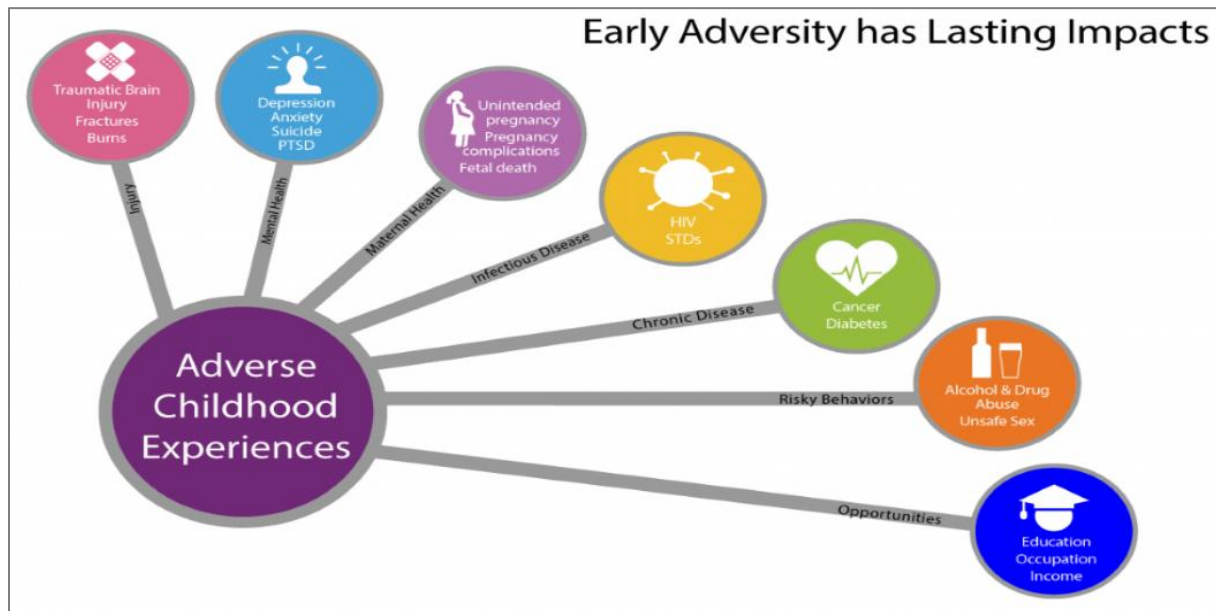 Early Adversity has Lasting Impacts
Traumatic Brain
Injury
Fractures
Burns
Depression
Anxiety
Suicide
PTSD
Unintended
pregnancy
Pregnancy
complications
Fetal death
HIV
STDs
Cancer
Diabetes
Alcohol & Drug
Abuse
Unsafe Sex
Education
Occupation
Income
Injury
Mental Health
Maternal Health
Infectious Disease
Chronic Disease
Risky Behaviors
Opportunities
Adverse
Childhood
Experiences